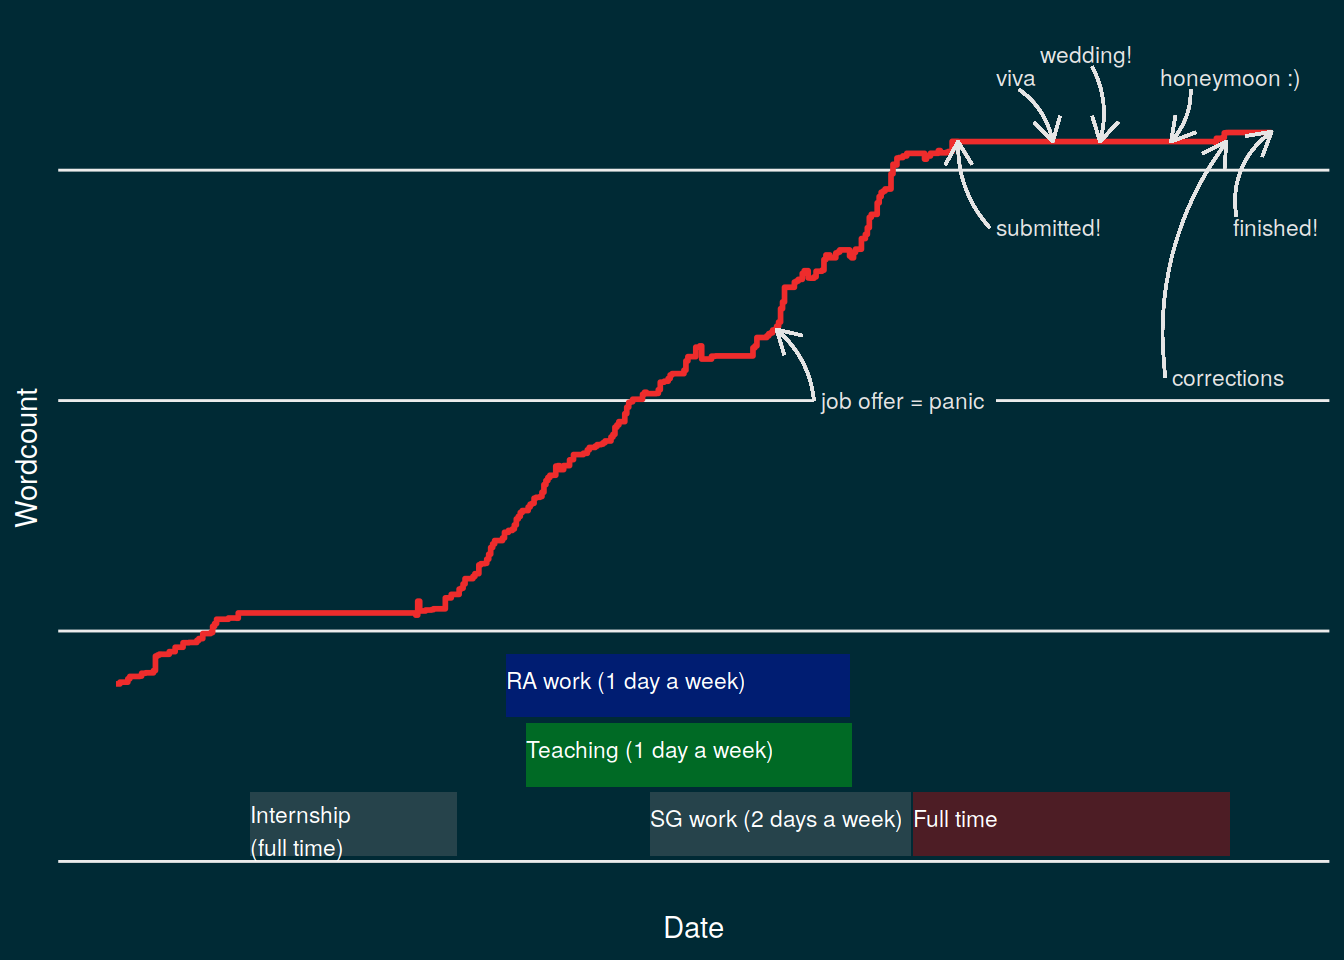 wedding!
viva
honeymoon :)
submitted!
finished!
corrections
job offer = panic
Wordcount
RA work (1 day a week)
Teaching (1 day a week)
Internship
(full time)
SG work (2 days a week)
Full time
Date